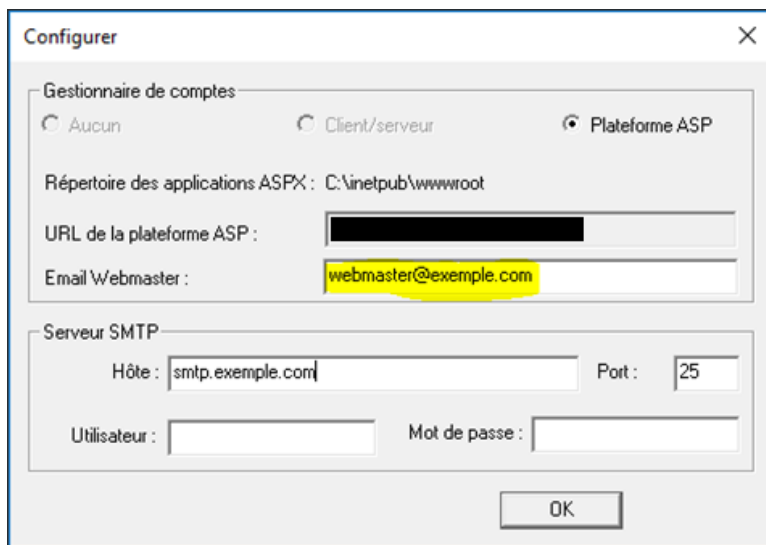 Configurer
Gestionnaire de comptes
Aucun Client/serveur Plateforme ASP
Répertoire des applications ASPX : C:\inetpub\wwwroot
URL de la plateforme ASP :
Email Webmaster : webmaster@exemple.com
Serveur SMTP
Hôte : smtp.exemple.com Port : 25
Utilisateur : Mot de passe :
OK